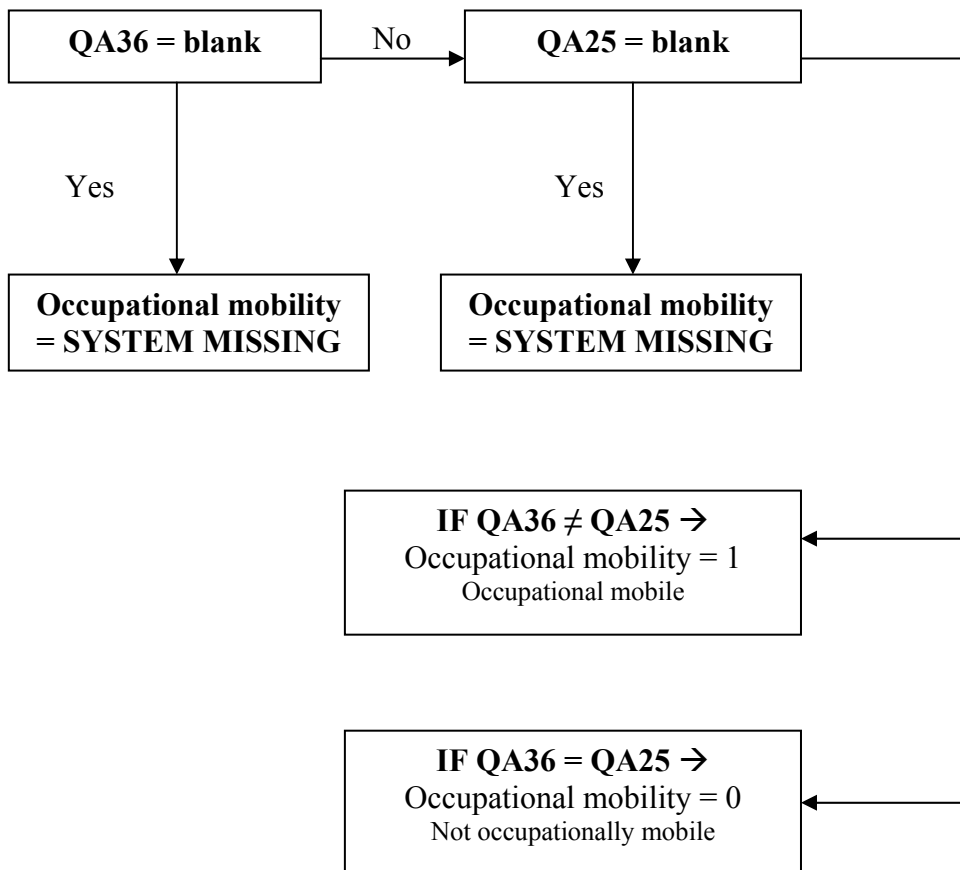 QA36 = blank
No
QA25 = blank
Yes
Yes
Occupational mobility
= SYSTEM MISSING
Occupational mobility
= SYSTEM MISSING
IF QA36 ≠ QA25 →
Occupational mobility = 1
Occupational mobile
IF QA36 = QA25 →
Occupational mobility = 0
Not occupationally mobile